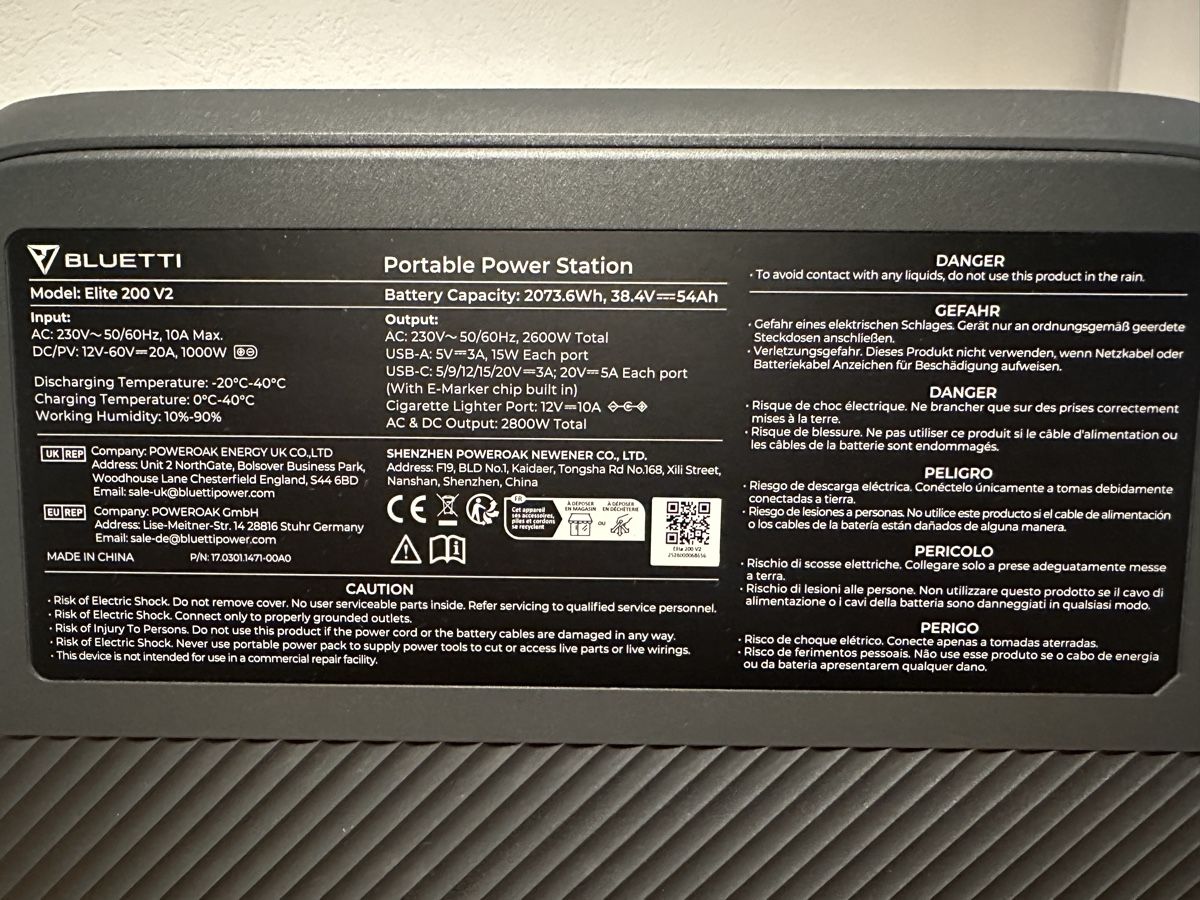 BLUETTI
Portable Power Station
Model: Elite 200 V2
Battery Capacity: 2073.6Wh, 38.4V⎓54Ah
Input:
AC: 230V~ 50/60Hz, 10A Max.
DC/PV: 12V-60V⎓20A, 1000W
Discharging Temperature: -20°C-40°C
Charging Temperature: 0°C-40°C
Working Humidity: 10%-90%
Output:
AC: 230V~ 50/60Hz, 2600W Total
USB-A: 5V⎓3A, 15W Each port
USB-C: 5/9/12/15/20V⎓3A; 20V⎓5A Each port
(With E-Marker chip built in)
Cigarette Lighter Port: 12V⎓10A
AC & DC Output: 2800W Total
UK REP
Company: POWEROAK ENERGY UK CO.,LTD
Address: Unit 2 NorthGate, Bolsover Business Park,
Woodhouse Lane Chesterfield England, S44 6BD
Email: sale-uk@bluettipower.com
EU REP
Company: POWEROAK GmbH
Address: Lise-Meitner-Str. 14 28816 Stuhr Germany
Email: sale-de@bluettipower.com
MADE IN CHINA
P/N: 17.0301.1471-00A0
SHENZHEN POWEROAK NEWENER CO., LTD.
Address: F19, BLD No.1, Kaidaer, Tongsha Rd No.168, Xili Street,
Nanshan, Shenzhen, China
CE
FR
Cet appareil
ses accessoires,
piles et cordons
se recyclent
À DÉPOSER
EN MAGASIN
OU
À DÉPOSER
EN DÉCHÈTERIE
Elite 200 V2
CAUTION
· Risk of Electric Shock. Do not remove cover. No user serviceable parts inside. Refer servicing to qualified service personnel.
· Risk of Electric Shock. Connect only to properly grounded outlets.
· Risk of Injury To Persons. Do not use this product if the power cord or the battery cables are damaged in any way.
· Risk of Electric Shock. Never use portable power pack to supply power tools to cut or access live parts or live wirings.
· This device is not intended for use in a commercial repair facility.
DANGER
· To avoid contact with any liquids, do not use this product in the rain.
GEFAHR
· Gefahr eines elektrischen Schlages. Gerät nur an ordnungsgemäß geerdete
Steckdosen anschließen.
· Verletzungsgefahr. Dieses Produkt nicht verwenden, wenn Netzkabel oder
Batteriekabel Anzeichen für Beschädigung aufweisen.
DANGER
· Risque de choc électrique. Ne brancher que sur des prises correctement
mises à la terre.
· Risque de blessure. Ne pas utiliser ce produit si le câble d'alimentation ou
les câbles de la batterie sont endommagés.
PELIGRO
· Riesgo de descarga eléctrica. Conéctelo únicamente a tomas debidamente
conectadas a tierra.
· Riesgo de lesiones a personas. No utilice este producto si el cable de alimentación
o los cables de la batería están dañados de alguna manera.
PERICOLO
· Rischio di scosse elettriche. Collegare solo a prese adeguatamente messe
a terra.
· Rischio di lesioni alle persone. Non utilizzare questo prodotto se il cavo di
alimentazione o i cavi della batteria sono danneggiati in qualsiasi modo.
PERIGO
· Risco de choque elétrico. Conecte apenas a tomadas aterradas.
· Risco de ferimentos pessoais. Não use esse produto se o cabo de energia
ou da bateria apresentarem qualquer dano.